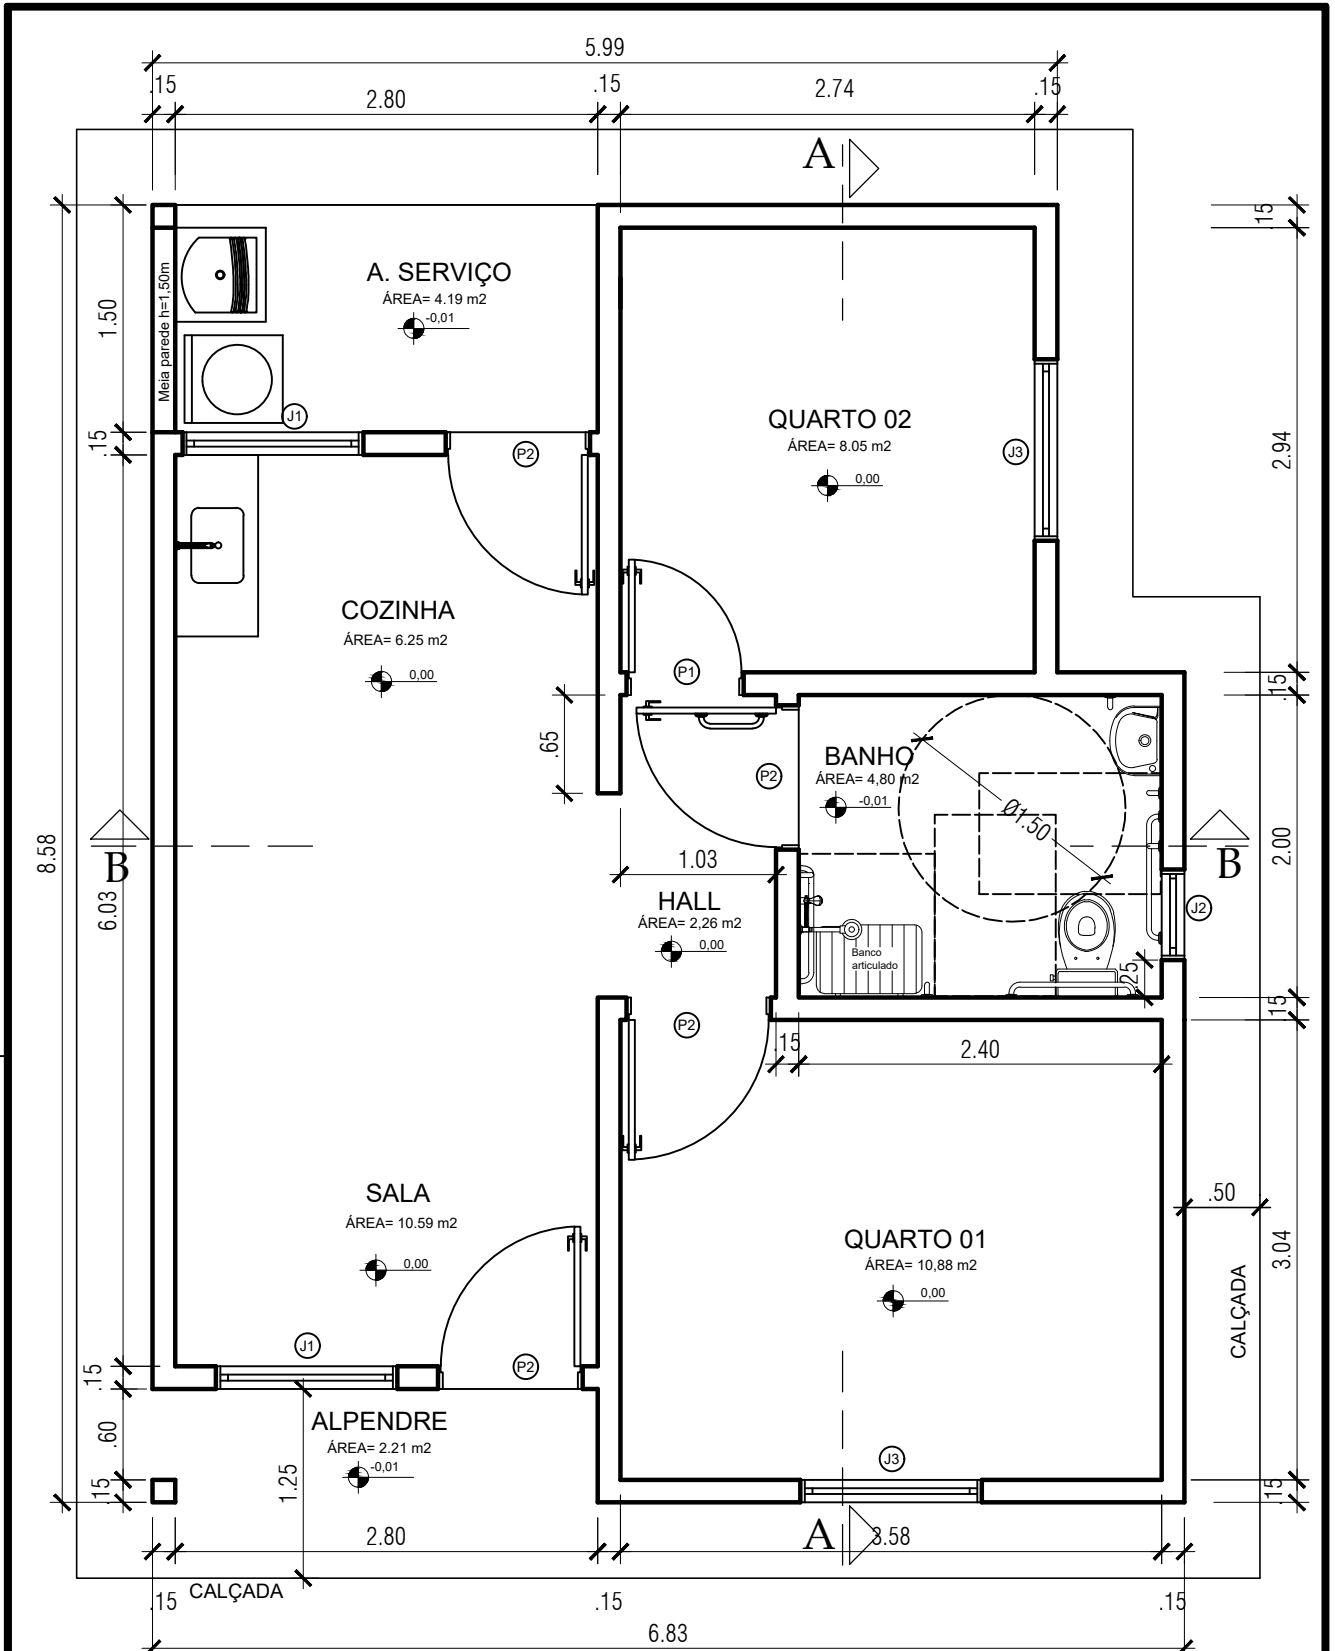 5.99
.15
2.80
.15
2.74
.15
A
.15
A. SERVIÇO
ÁREA= 4.19 m2
-0,01
Meia parede h=1,50m
1.50
J1
.15
P2
QUARTO 02
ÁREA= 8.05 m2
0,00
J3
2.94
COZINHA
ÁREA= 6.25 m2
0,00
P1
.15
.65
BANHO
ÁREA= 4,80 m2
-0,01
P2
Ø1.50
8.58
B
6.03
1.03
HALL
ÁREA= 2,26 m2
0,00
B
2.00
J2
Banco
articulado
.25
P2
.15
.15
2.40
SALA
ÁREA= 10.59 m2
0,00
QUARTO 01
ÁREA= 10,88 m2
0,00
.50
3.04
CALÇADA
J1
P2
.15
ALPENDRE
ÁREA= 2.21 m2
-0,01
.60
1.25
J3
.15
.15
2.80
A
3.58
CALÇADA
.15
.15
.15
6.83